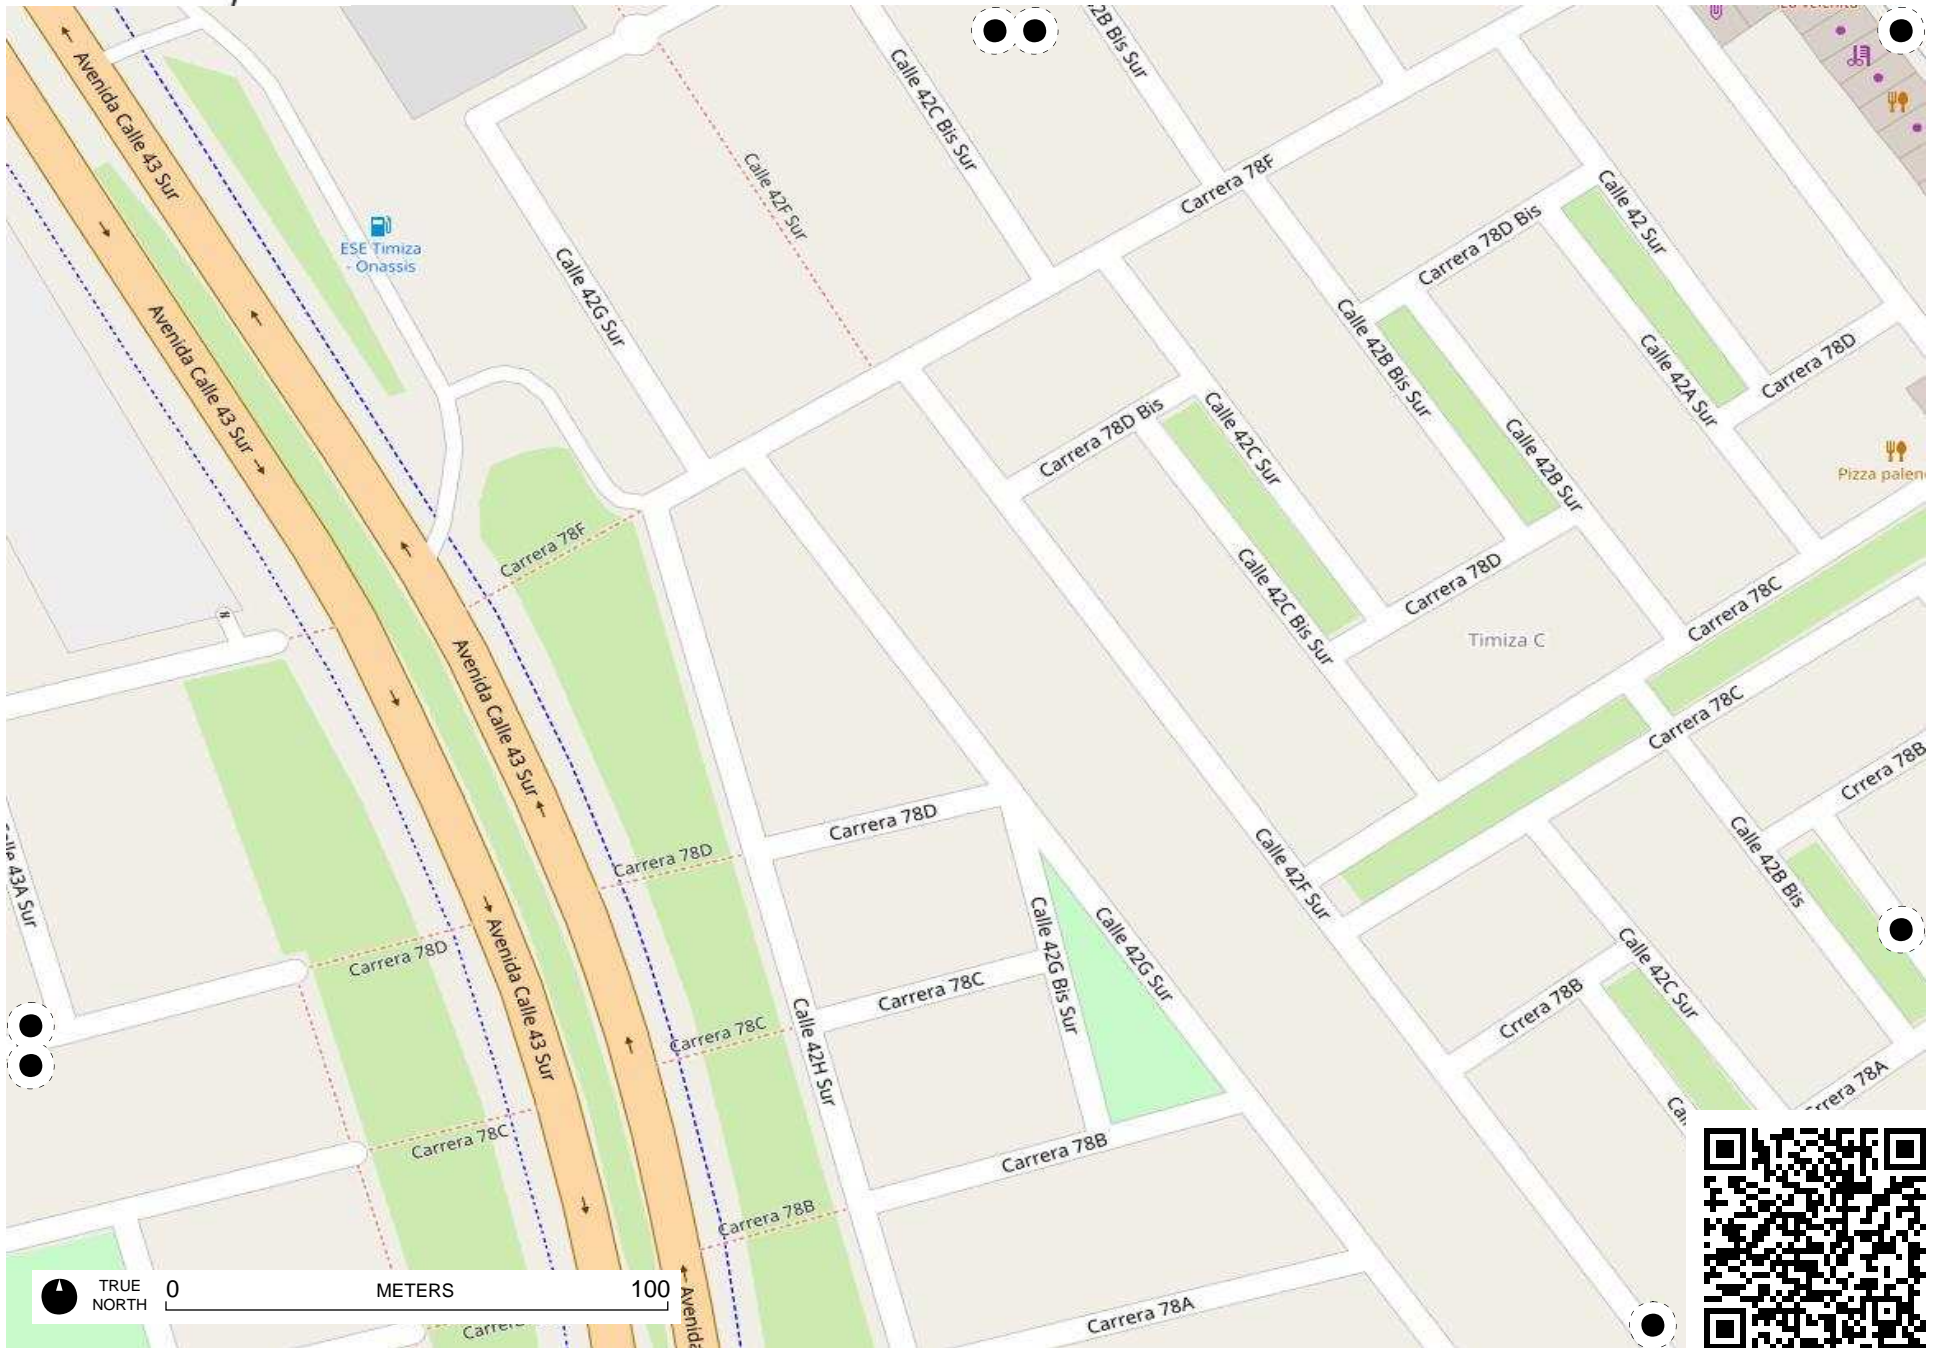 Avenida Calle 43 Sur
Calle 42C Bis Sur
Calle 42F Sur
Carrera 78F
Calle 42 Sur
Carrera 78D Bis
ESE Timiza
- Onassis
Calle 42G Sur
Avenida Calle 43 Sur
Calle 42B Bis Sur
Calle 42A Sur
Carrera 78D
Carrera 78D Bis
Calle 42C Sur
Calle 42B Sur
Carrera 78F
Calle 42C Bis Sur
Carrera 78D
Carrera 78C
Timiza C
Avenida Calle 43 Sur
Carrera 78C
Crrera 78B
Carrera 78D
Carrera 78D
Calle 42F Sur
Calle 42B Bis
Calle 42G Bis Sur
Calle 42G Sur
Carrera 78D
Avenida Calle 43 Sur
Carrera 78C
Carrera 78C
Calle 42H Sur
Calle 42C Sur
Crrera 78B
Carrera 78C
Carrera 78B
Carrera 78B
Carrera 78A
TRUE
NORTH
0 METERS 100